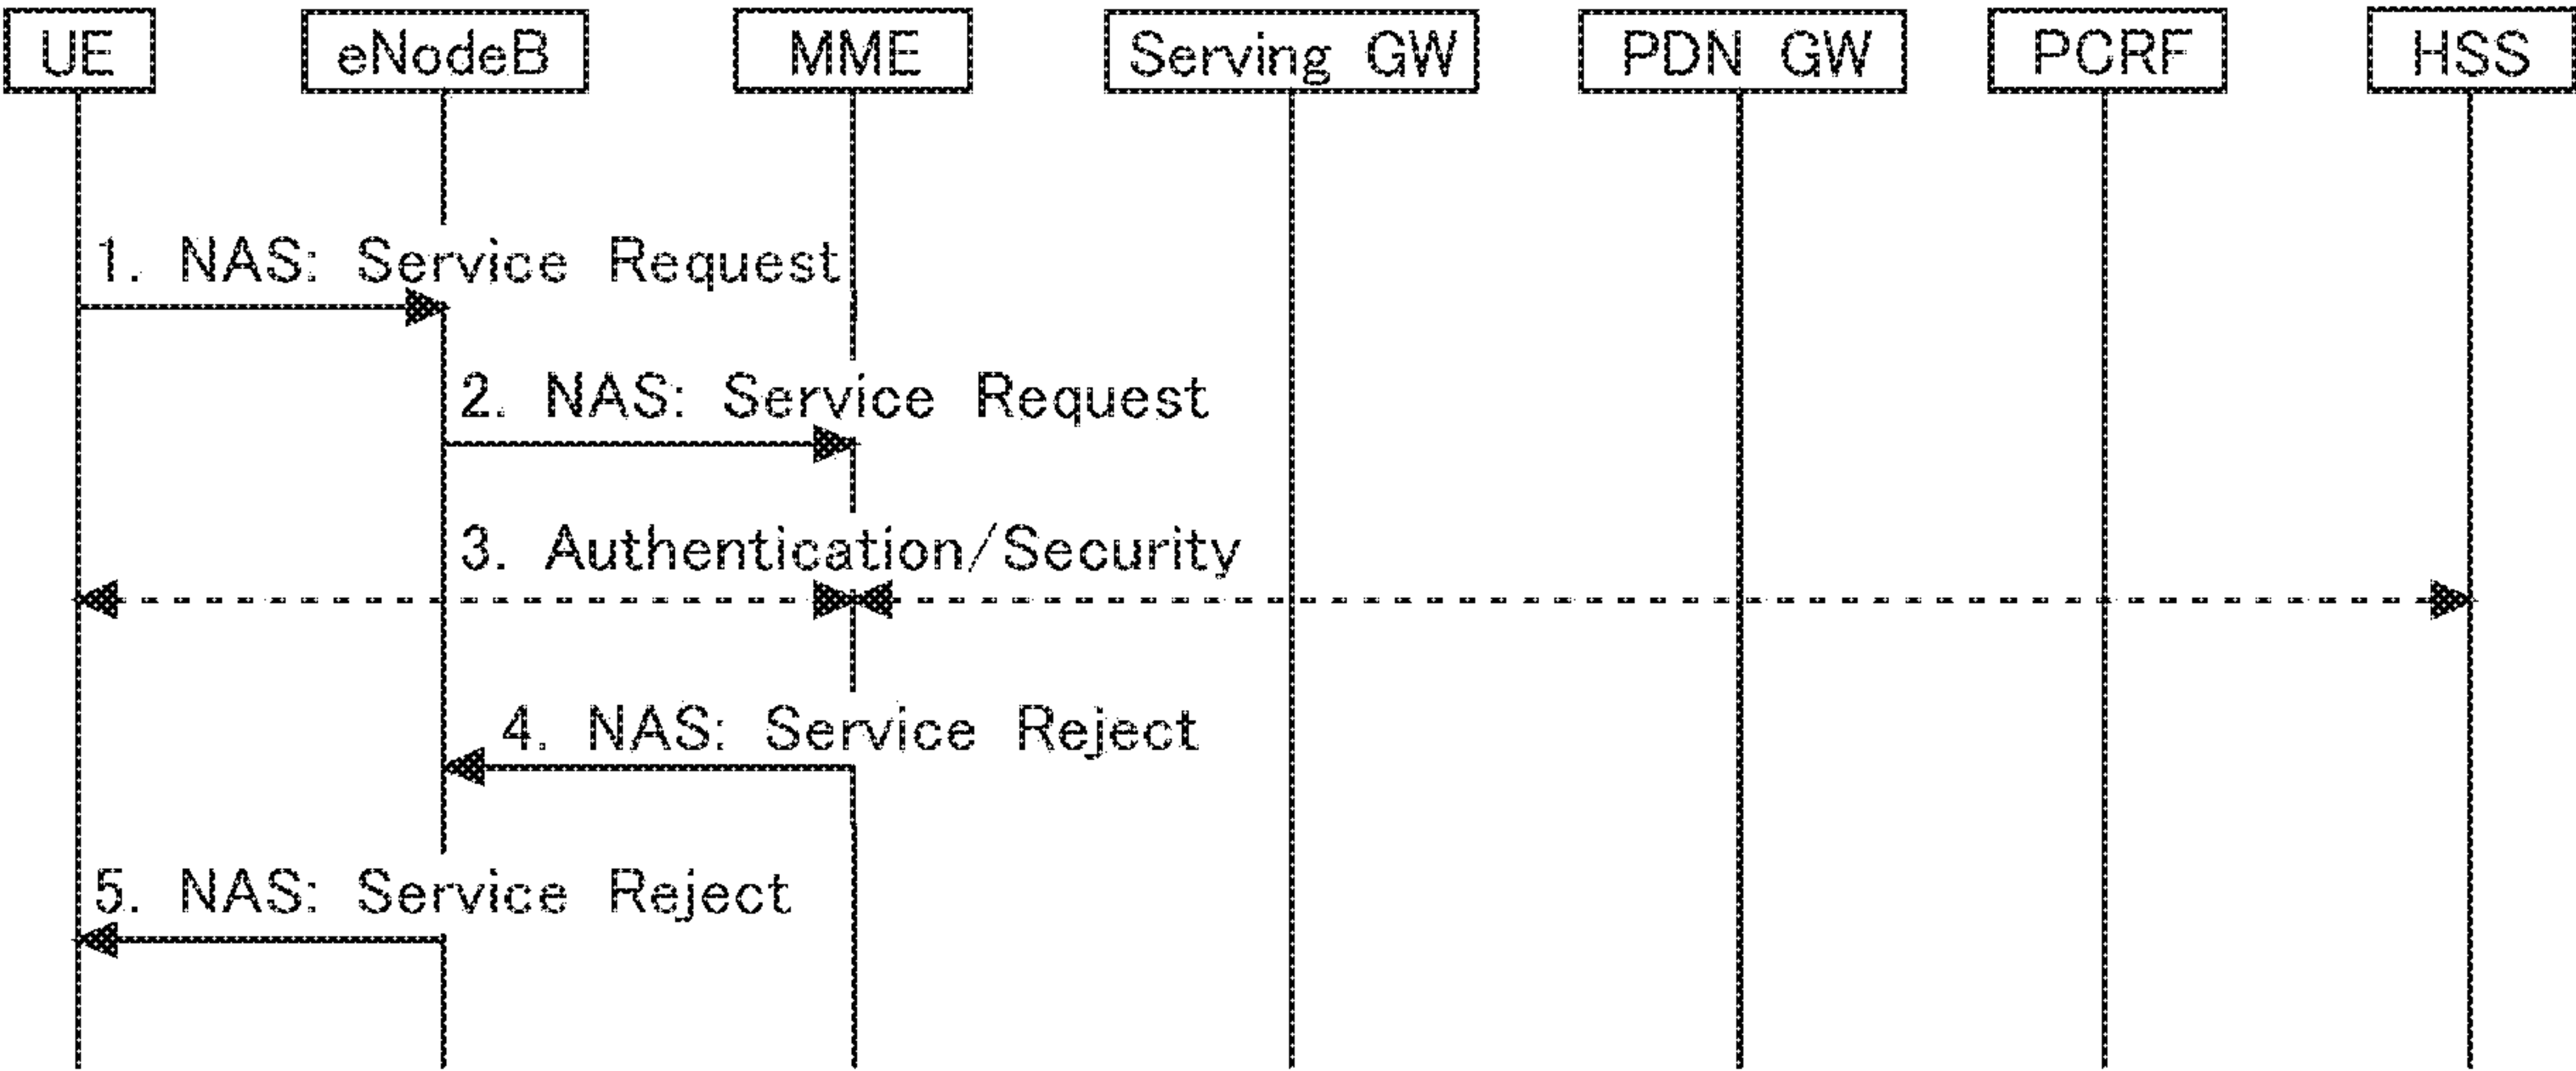 UE eNodeB MME Serving GW PDN GW PCRF HSS
1. NAS: Service Request
2. NAS: Service Request
3. Authentication/Security
4. NAS: Service Reject
5. NAS: Service Reject